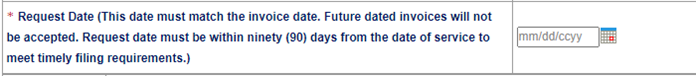 * Request Date (This date must match the invoice date. Future dated invoices will not
be accepted. Request date must be within ninety (90) days from the date of service to
meet timely filing requirements.)
mm/dd/ccyy